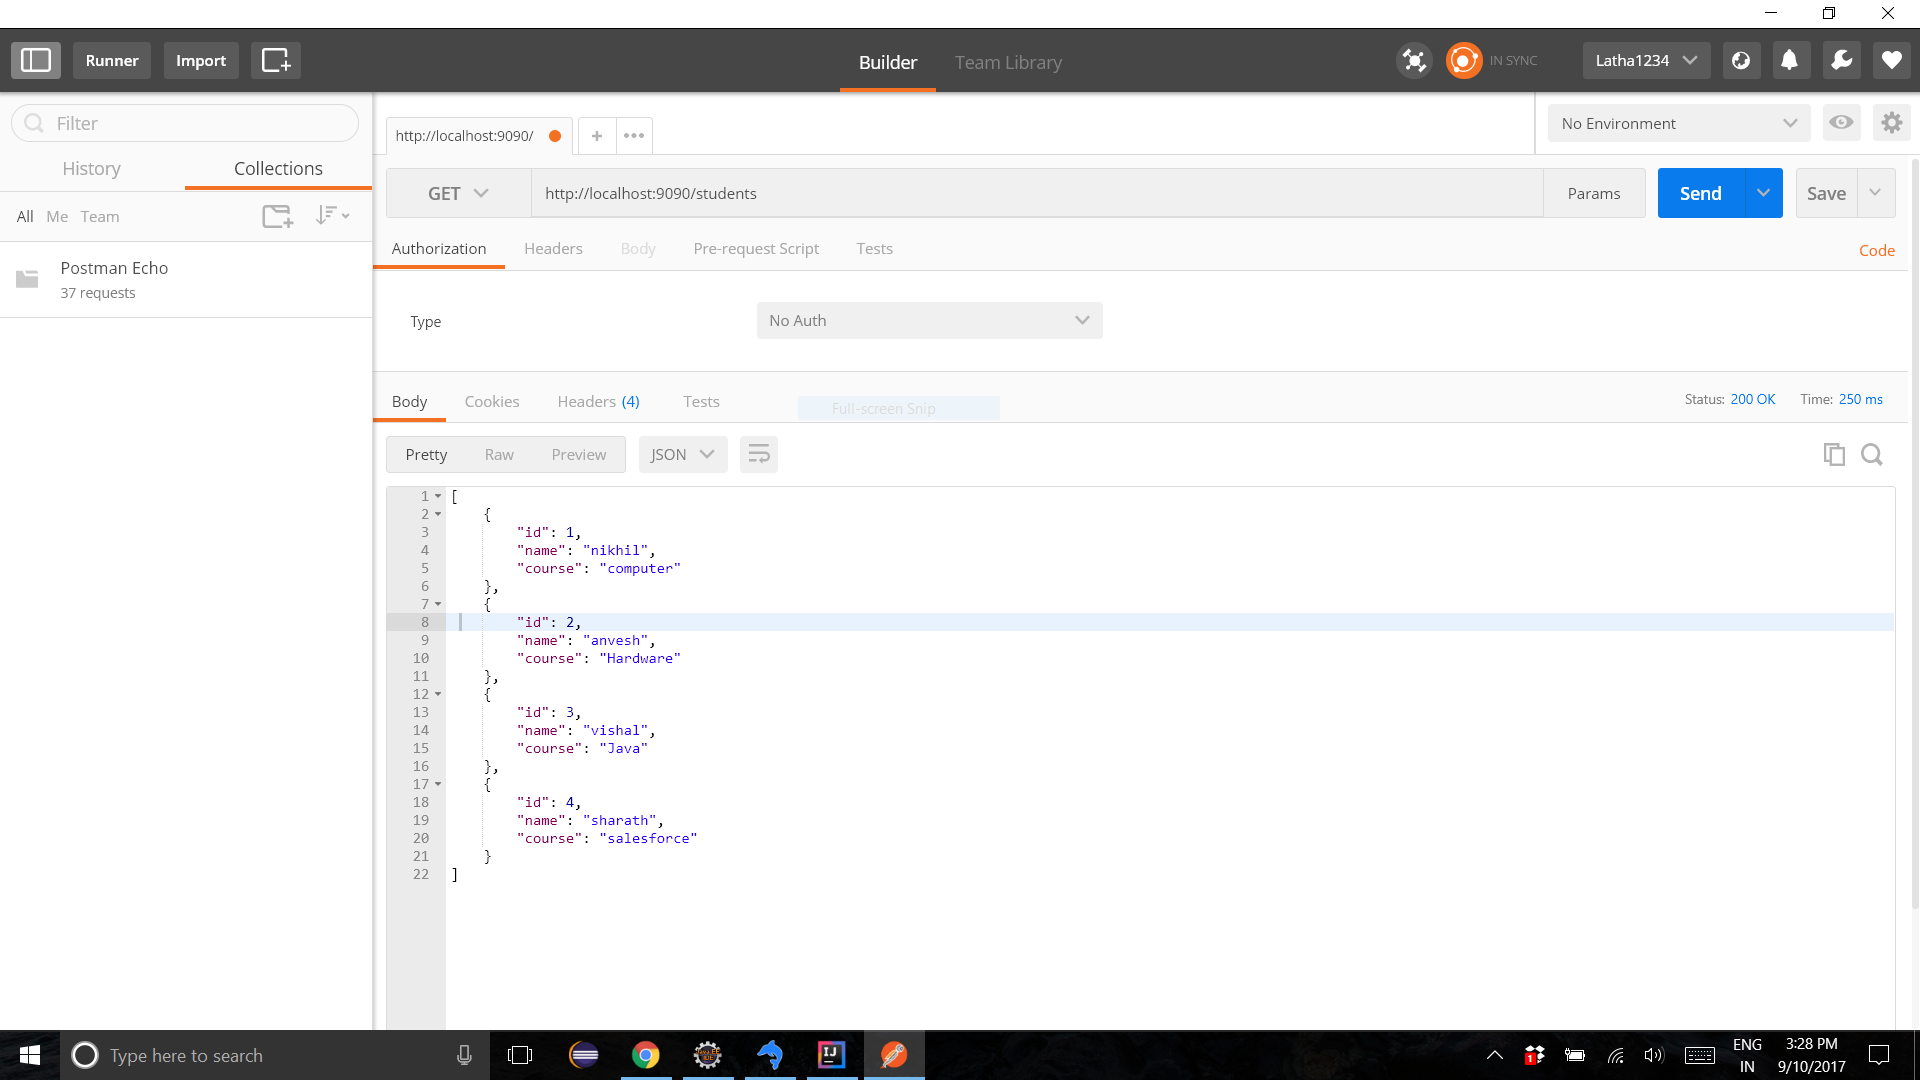 Runner Import Builder Team Library IN SYNC Latha1234
Filter
History Collections
All Me Team
Postman Echo
37 requests
http://localhost:9090/ + ••• No Environment
GET http://localhost:9090/students Params Send Save
Authorization Headers Body Pre-request Script Tests Code
Type No Auth
Body Cookies Headers (4) Tests Full-screen Snip Status: 200 OK Time: 250 ms
Pretty Raw Preview JSON
1 [
2 {
3 "id": 1,
4 "name": "nikhil",
5 "course": "computer"
6 },
7 {
8 "id": 2,
9 "name": "anvesh",
10 "course": "Hardware"
11 },
12 {
13 "id": 3,
14 "name": "vishal",
15 "course": "Java"
16 },
17 {
18 "id": 4,
19 "name": "sharath",
20 "course": "salesforce"
21 }
22 ]
Type here to search
IJ
1
ENG
IN
3:28 PM
9/10/2017